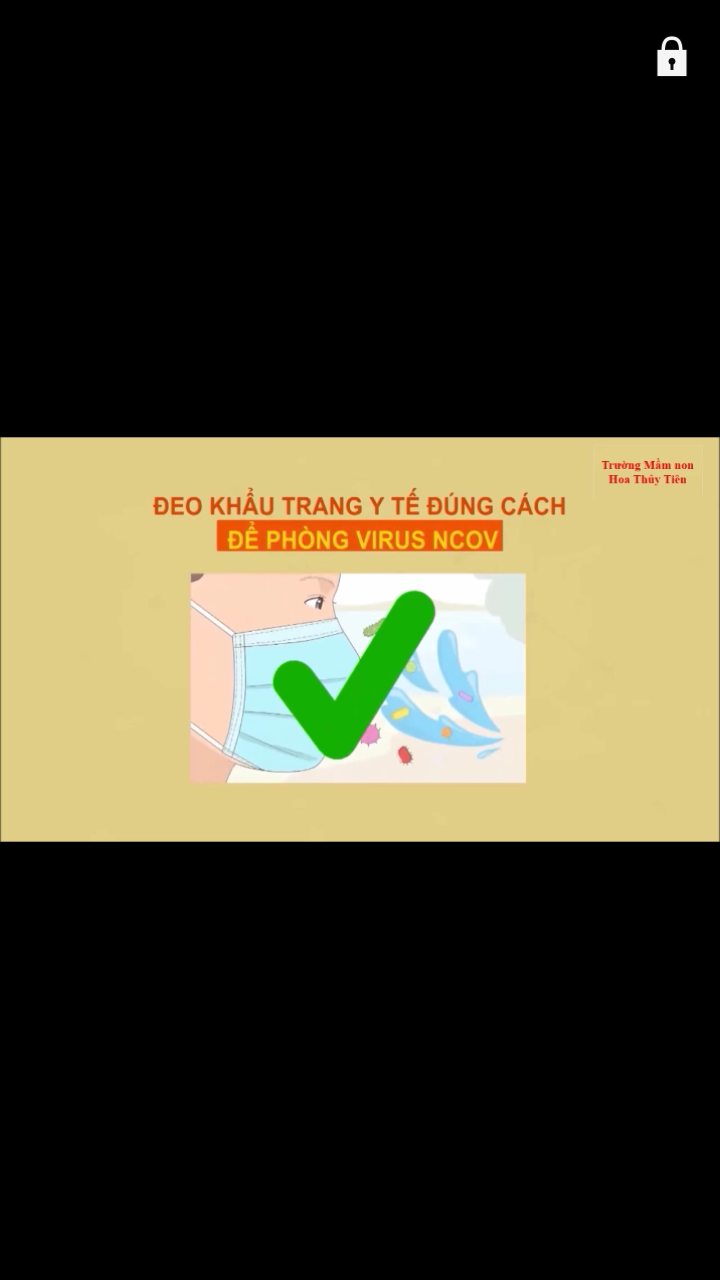 Trường Mầm non
Hoa Thủy Tiên
ĐEO KHẨU TRANG Y TẾ ĐÚNG CÁCH
ĐỂ PHÒNG VIRUS NCOV